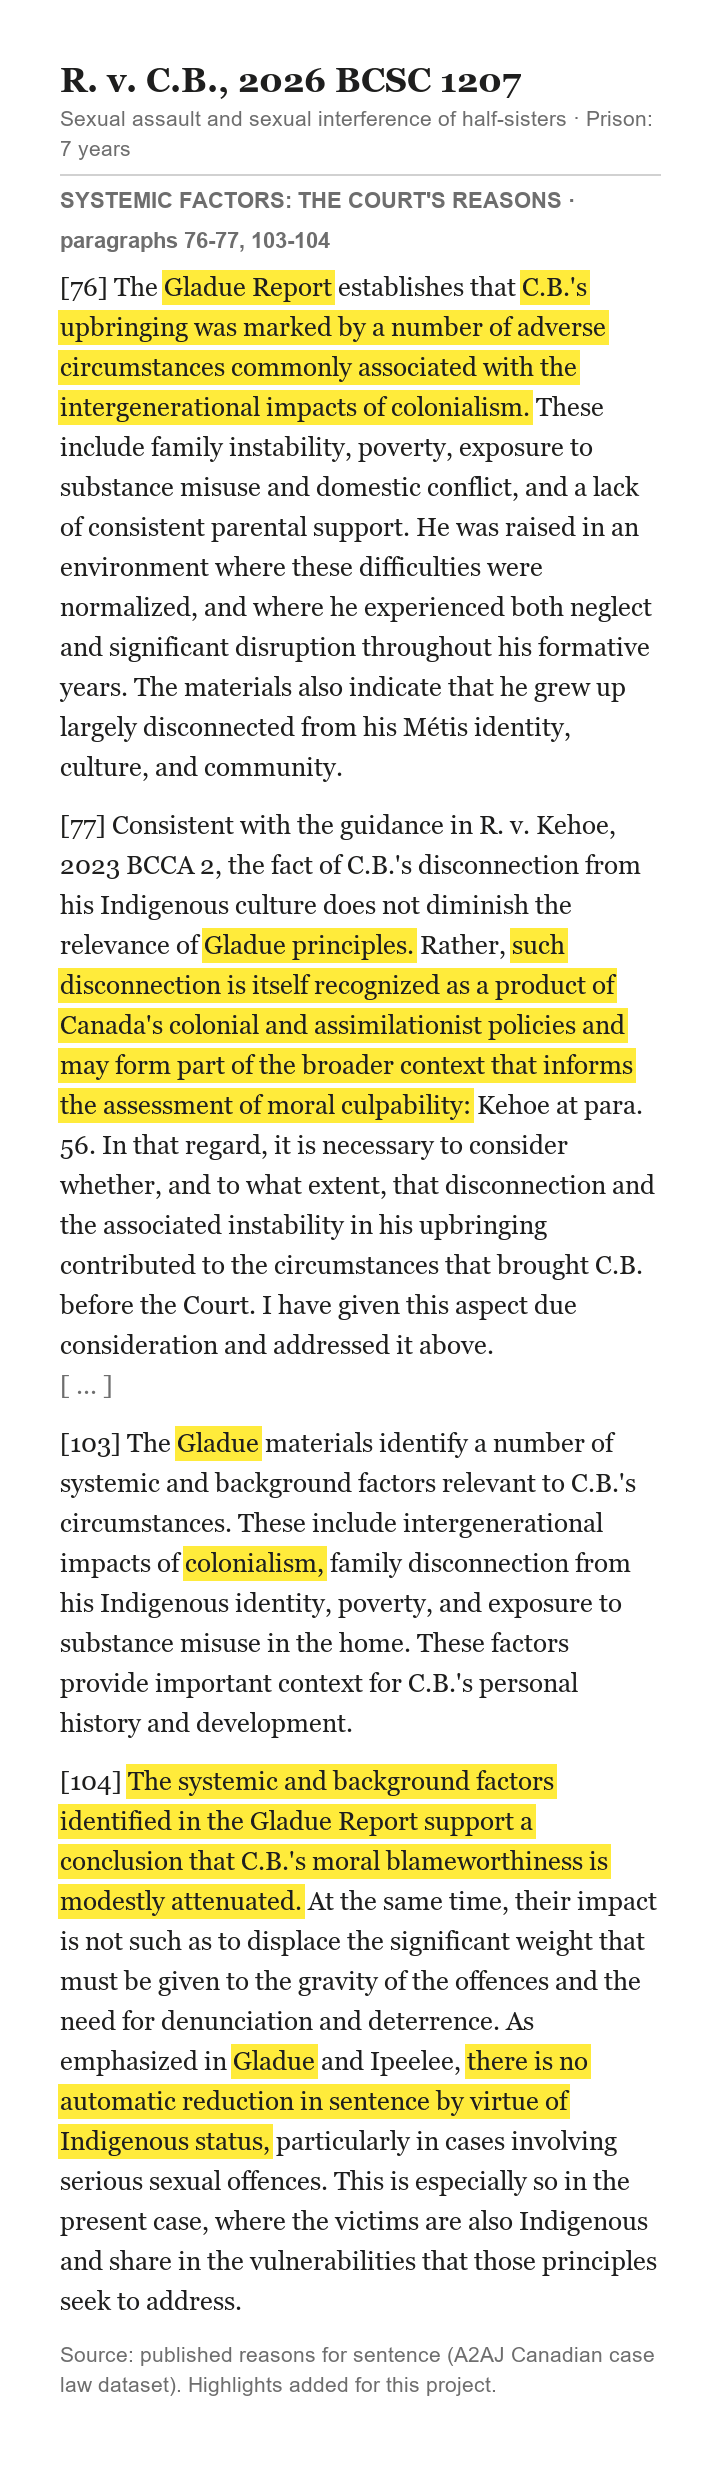 R. v. C.B., 2026 BCSC 1207
Sexual assault and sexual interference of half-sisters · Prison:
7 years
SYSTEMIC FACTORS: THE COURT'S REASONS ·
paragraphs 76-77, 103-104
[76] The Gladue Report establishes that C.B.'s
upbringing was marked by a number of adverse
circumstances commonly associated with the
intergenerational impacts of colonialism. These
include family instability, poverty, exposure to
substance misuse and domestic conflict, and a lack
of consistent parental support. He was raised in an
environment where these difficulties were
normalized, and where he experienced both neglect
and significant disruption throughout his formative
years. The materials also indicate that he grew up
largely disconnected from his Métis identity,
culture, and community.
[77] Consistent with the guidance in R. v. Kehoe,
2023 BCCA 2, the fact of C.B.'s disconnection from
his Indigenous culture does not diminish the
relevance of Gladue principles. Rather, such
disconnection is itself recognized as a product of
Canada's colonial and assimilationist policies and
may form part of the broader context that informs
the assessment of moral culpability: Kehoe at para.
56. In that regard, it is necessary to consider
whether, and to what extent, that disconnection and
the associated instability in his upbringing
contributed to the circumstances that brought C.B.
before the Court. I have given this aspect due
consideration and addressed it above.
[ ... ]
[103] The Gladue materials identify a number of
systemic and background factors relevant to C.B.'s
circumstances. These include intergenerational
impacts of colonialism, family disconnection from
his Indigenous identity, poverty, and exposure to
substance misuse in the home. These factors
provide important context for C.B.'s personal
history and development.
[104] The systemic and background factors
identified in the Gladue Report support a
conclusion that C.B.'s moral blameworthiness is
modestly attenuated. At the same time, their impact
is not such as to displace the significant weight that
must be given to the gravity of the offences and the
need for denunciation and deterrence. As
emphasized in Gladue and Ipeelee, there is no
automatic reduction in sentence by virtue of
Indigenous status, particularly in cases involving
serious sexual offences. This is especially so in the
present case, where the victims are also Indigenous
and share in the vulnerabilities that those principles
seek to address.
Source: published reasons for sentence (A2AJ Canadian case
law dataset). Highlights added for this project.